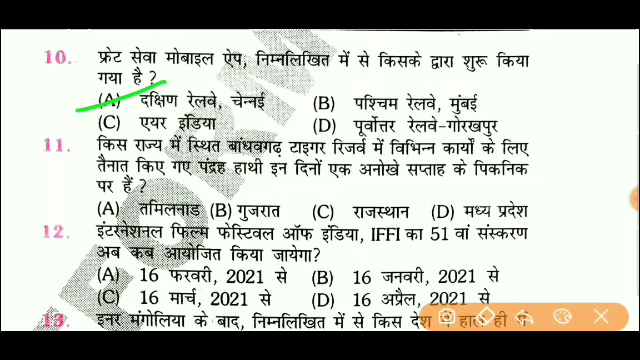 10. फ्रेट सेवा मोबाइल ऐप, निम्नलिखित में से किसके द्वारा शुरू किया
गया है?
(A) दक्षिण रेलवे, चेन्नई (B) पश्चिम रेलवे, मुंबई
(C) एयर इंडिया (D) पूर्वोत्तर रेलवे-गोरखपुर
11. किस राज्य में स्थित बांधवगढ़ टाइगर रिजर्व में विभिन्न कार्यों के लिए
तैनात किए गए पंद्रह हाथी इन दिनों एक अनोखे सप्ताह के पिकनिक
पर हैं?
(A) तमिलनाड (B) गुजरात (C) राजस्थान (D) मध्य प्रदेश
12. इंटरनेशनल फिल्म फेस्टिवल ऑफ इंडिया, IFFI का 51 वां संस्करण
अब कब आयोजित किया जायेगा?
(A) 16 फरवरी, 2021 से (B) 16 जनवरी, 2021 से
(C) 16 मार्च, 2021 से (D) 16 अप्रैल, 2021 से
13. इनर मंगोलिया के बाद, निम्नलिखित में से किस देश में हाल ही में